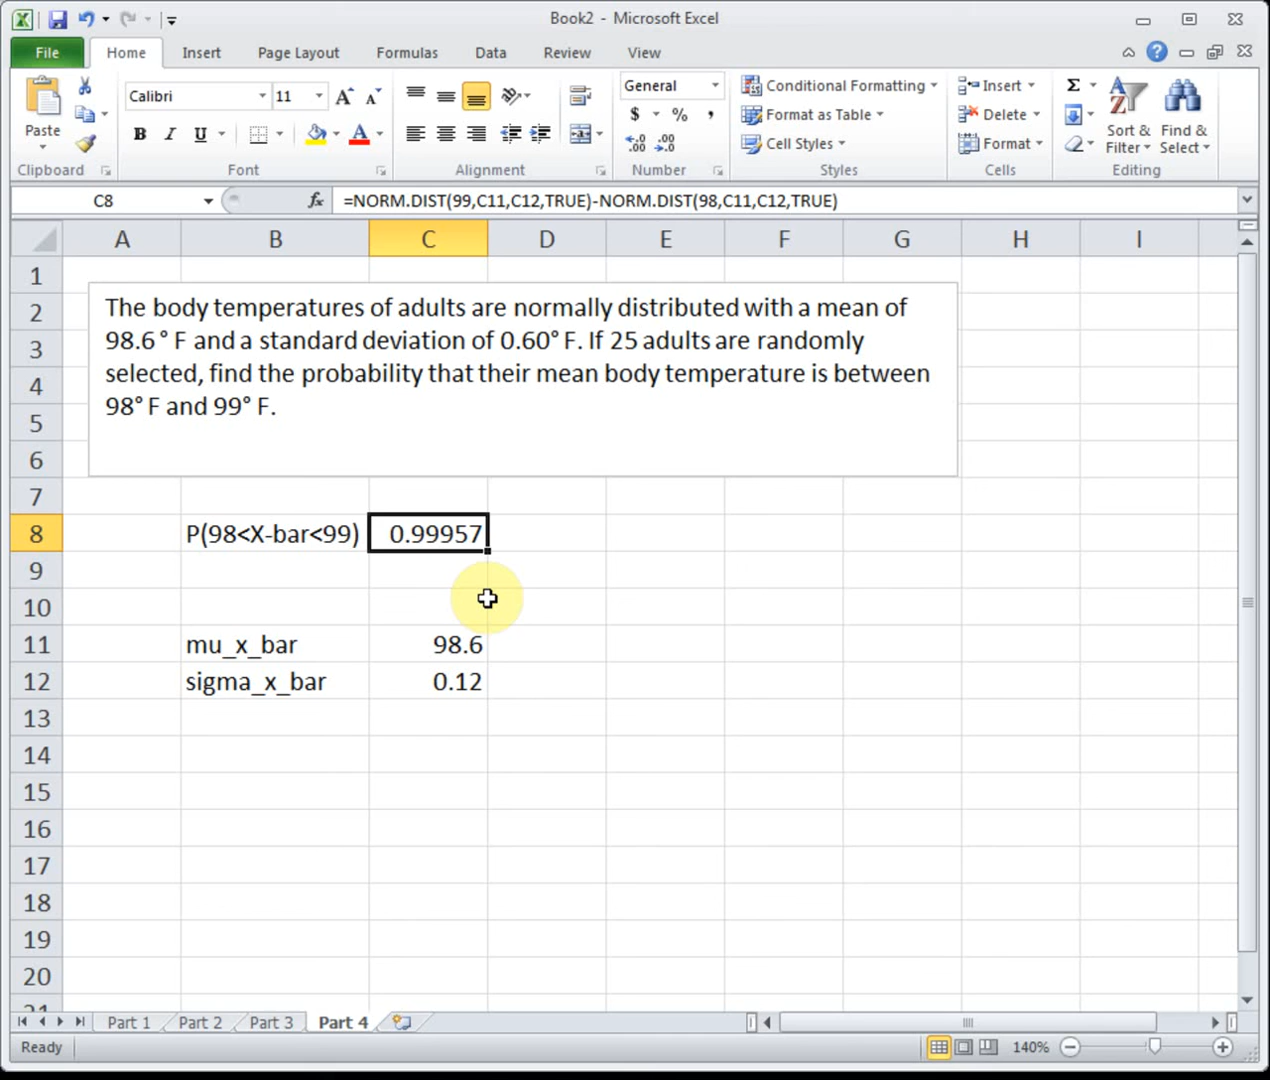 Book2 - Microsoft Excel
File Home Insert Page Layout Formulas Data Review View
Calibri 11
General
Conditional Formatting
Insert
Σ
B I U A
$ % ,
Format as Table
Delete
Paste
Cell Styles
Format
Sort & Filter
Find & Select
Clipboard Font Alignment Number Styles Cells Editing
C8 fx =NORM.DIST(99,C11,C12,TRUE)-NORM.DIST(98,C11,C12,TRUE)
A B C D E F G H I
1
The body temperatures of adults are normally distributed with a mean of
2
98.6 ° F and a standard deviation of 0.60° F. If 25 adults are randomly
3
selected, find the probability that their mean body temperature is between
4
98° F and 99° F.
5
6
7
8 P(98<X-bar<99) 0.99957
9
10
11 mu_x_bar 98.6
12 sigma_x_bar 0.12
13
14
15
16
17
18
19
20
21
Part 1 Part 2 Part 3 Part 4
Ready 140%